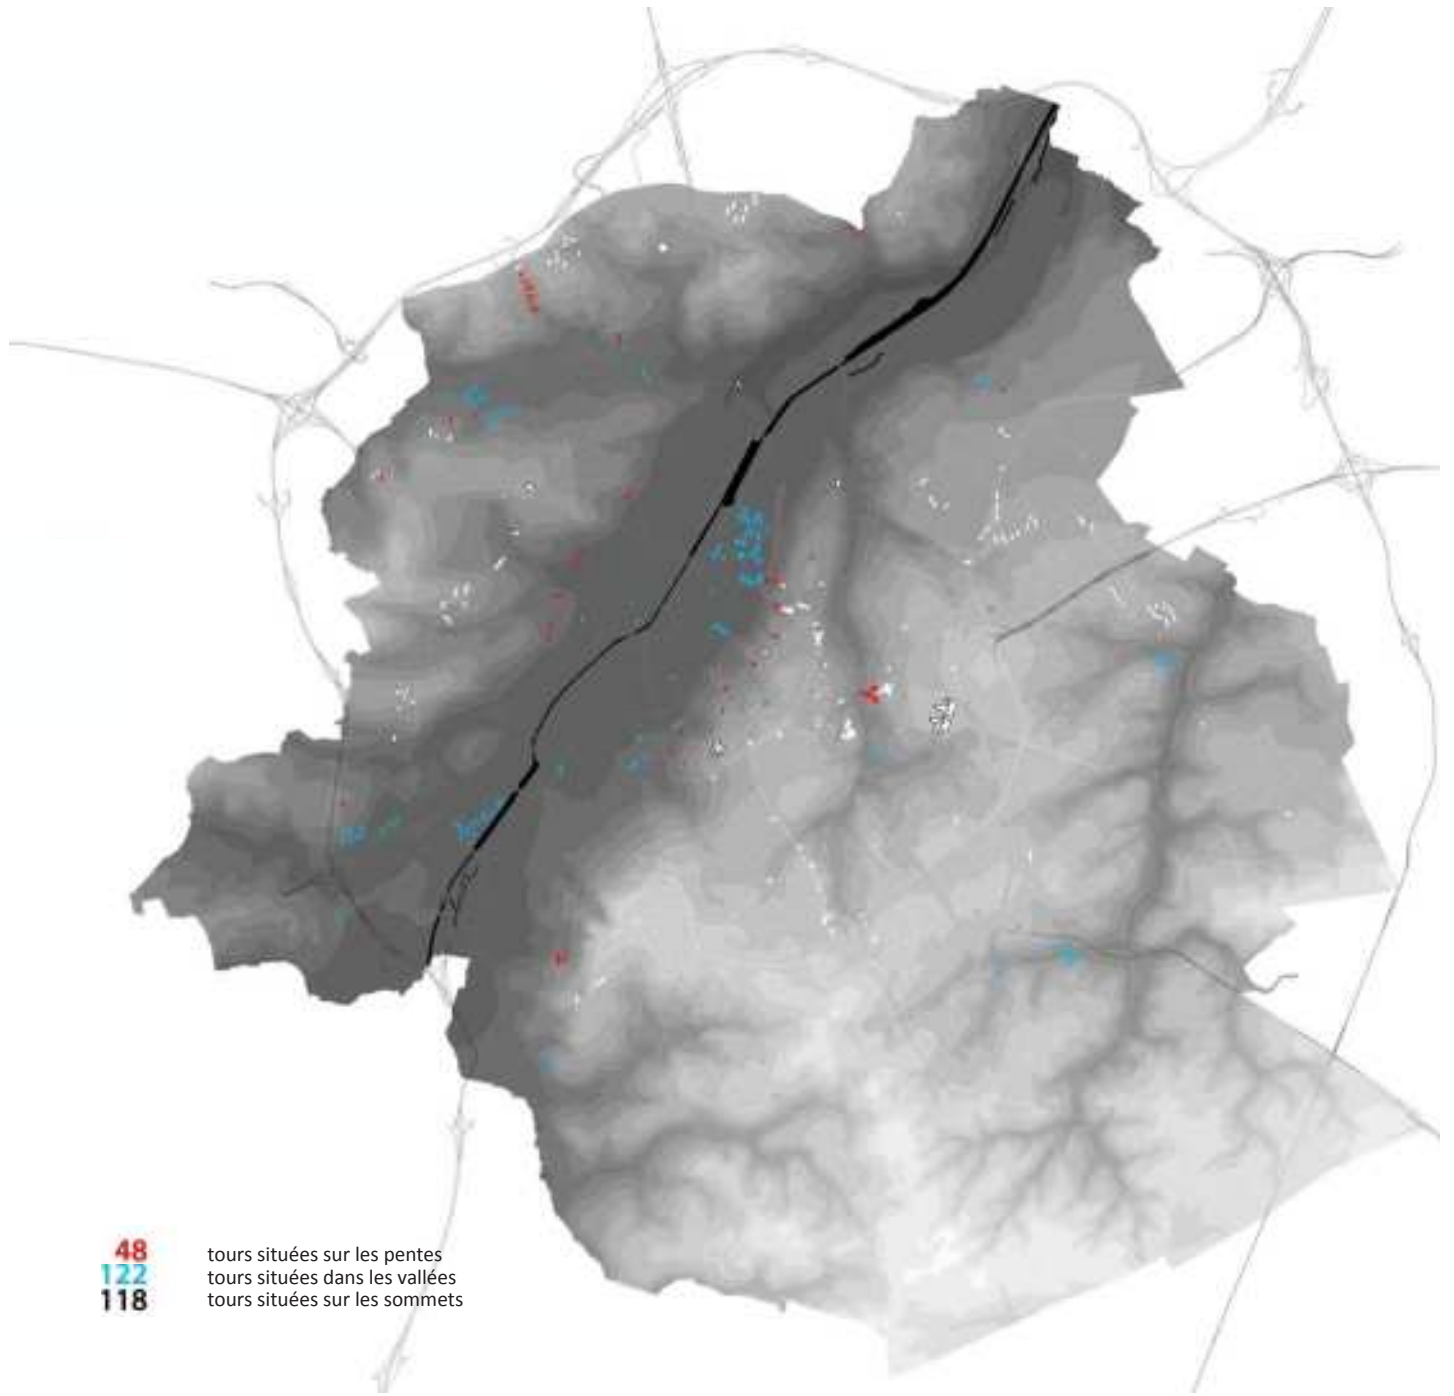 48 tours situées sur les pentes
122 tours situées dans les vallées
118 tours situées sur les sommets